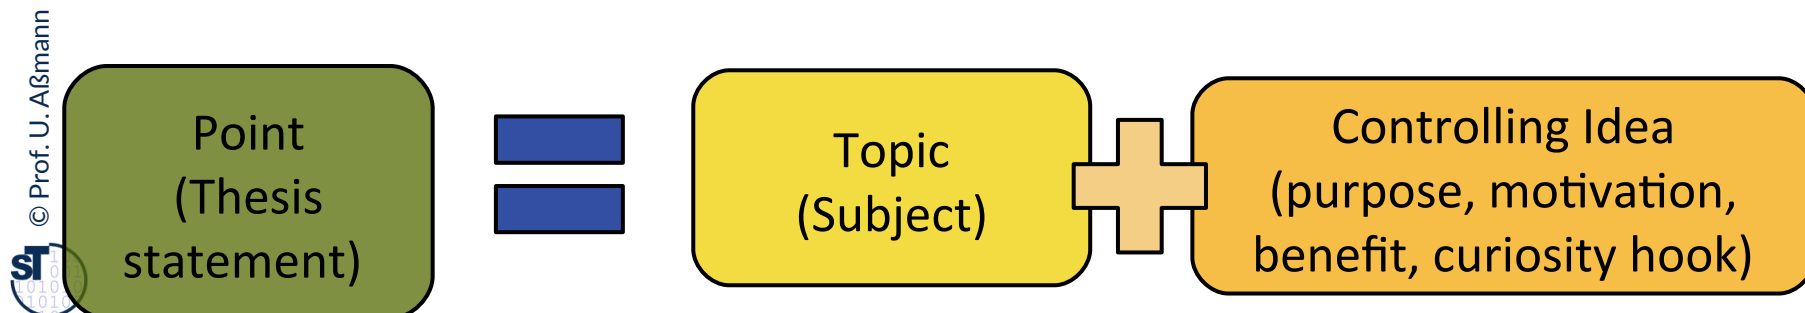 © Prof. U. Aßmann
ST
Point
(Thesis
statement)
Topic
(Subject)
Controlling Idea
(purpose, motivation,
benefit, curiosity hook)